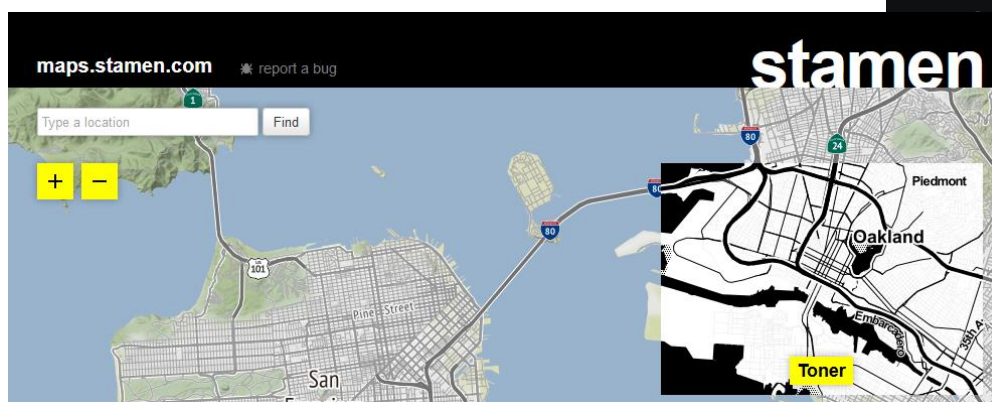 stamen
maps.stamen.com
report a bug
1
Type a location
Find
+ −
80
24
80
Piedmont
Oakland
80
101
Pine Street
Embarcadero
35th A
San
Toner